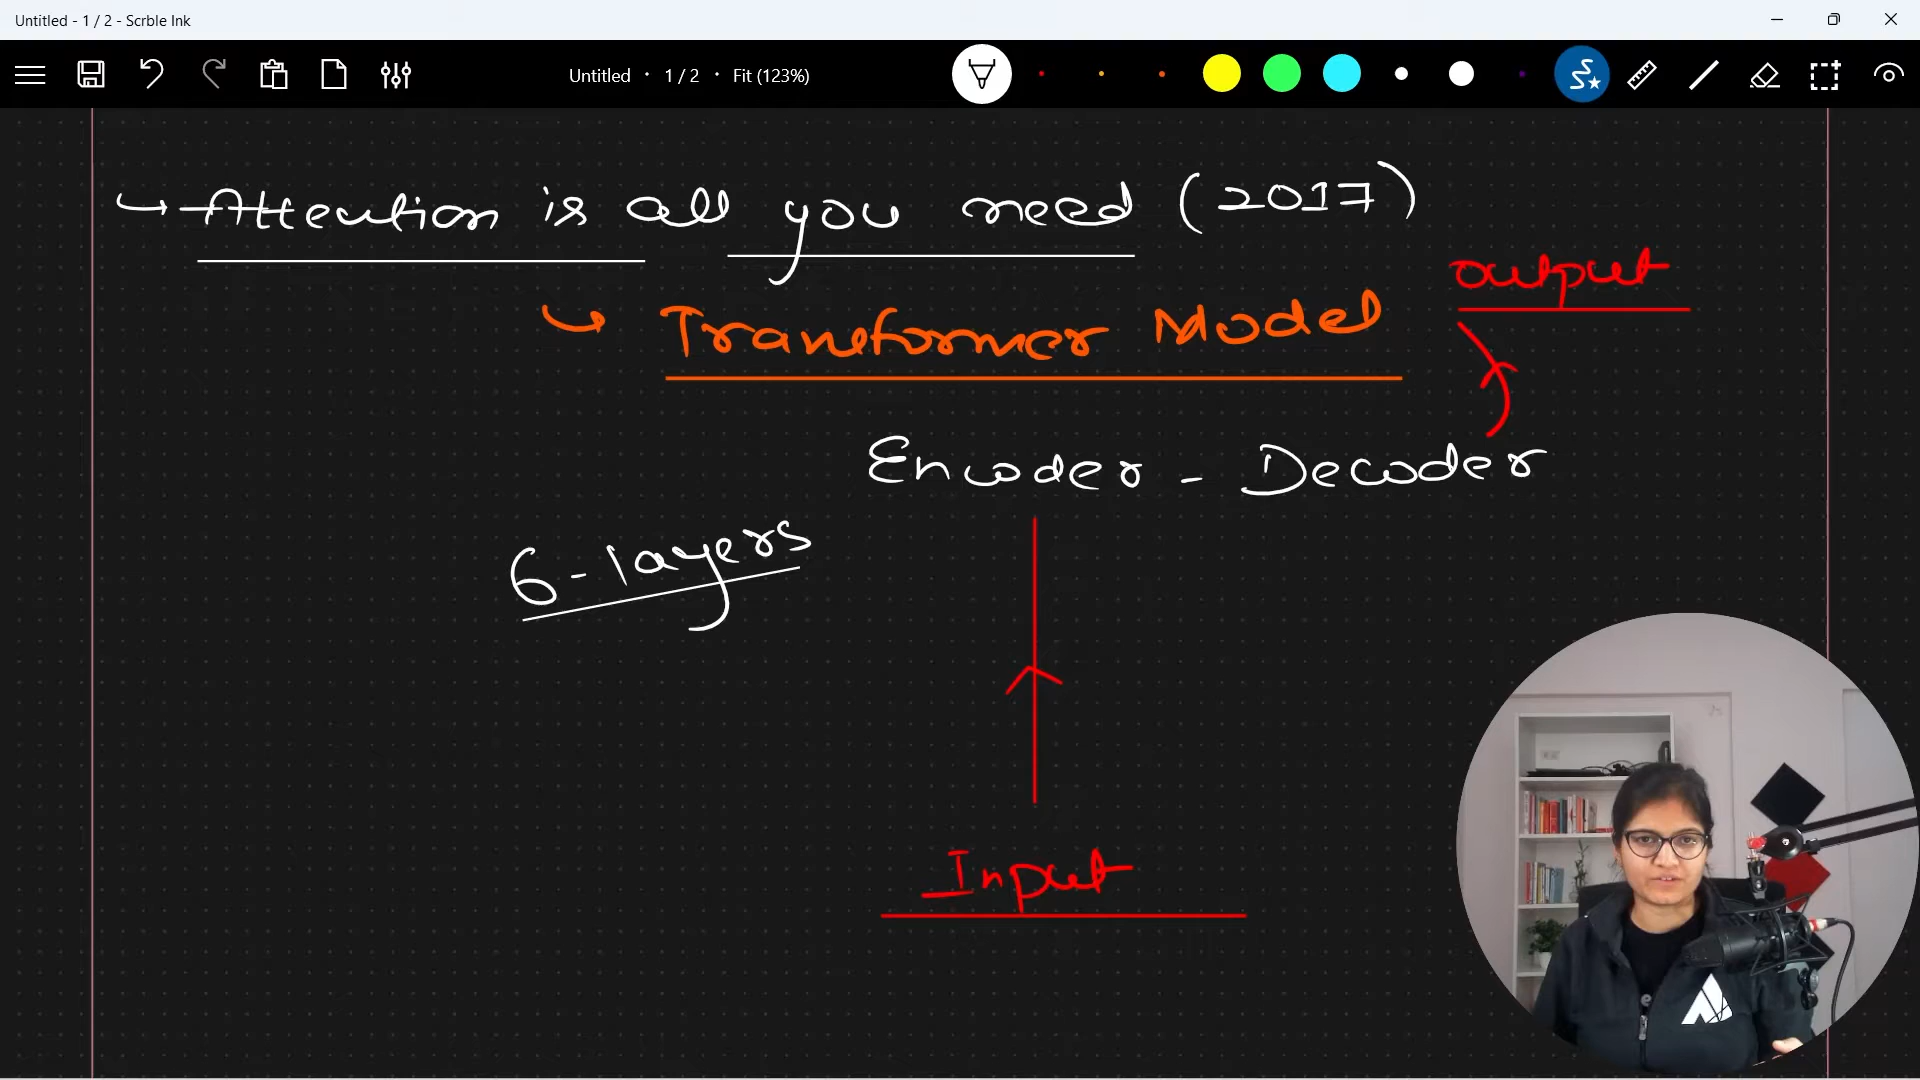 Untitled - 1 / 2 - Scrble Ink
Untitled • 1 / 2 • Fit (123%)
↳ Attention is all you need (2017)
output
↳ Transformer Model
Encoder - Decoder
6-layers
Input